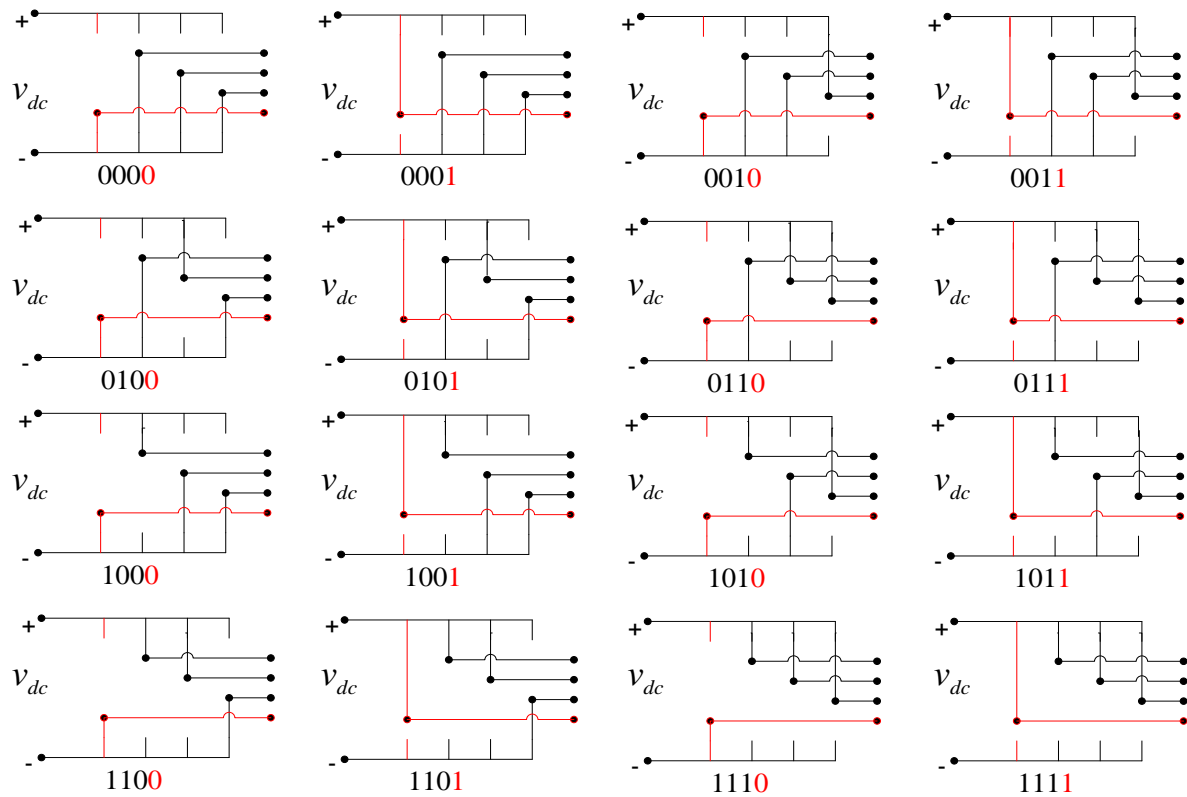 + + + +
v_dc v_dc v_dc v_dc
- - - -
0000 0001 0010 0011
+ + + +
v_dc v_dc v_dc v_dc
- - - -
0100 0101 0110 0111
+ + + +
v_dc v_dc v_dc v_dc
- - - -
1000 1001 1010 1011
+ + + +
v_dc v_dc v_dc v_dc
- - - -
1100 1101 1110 1111